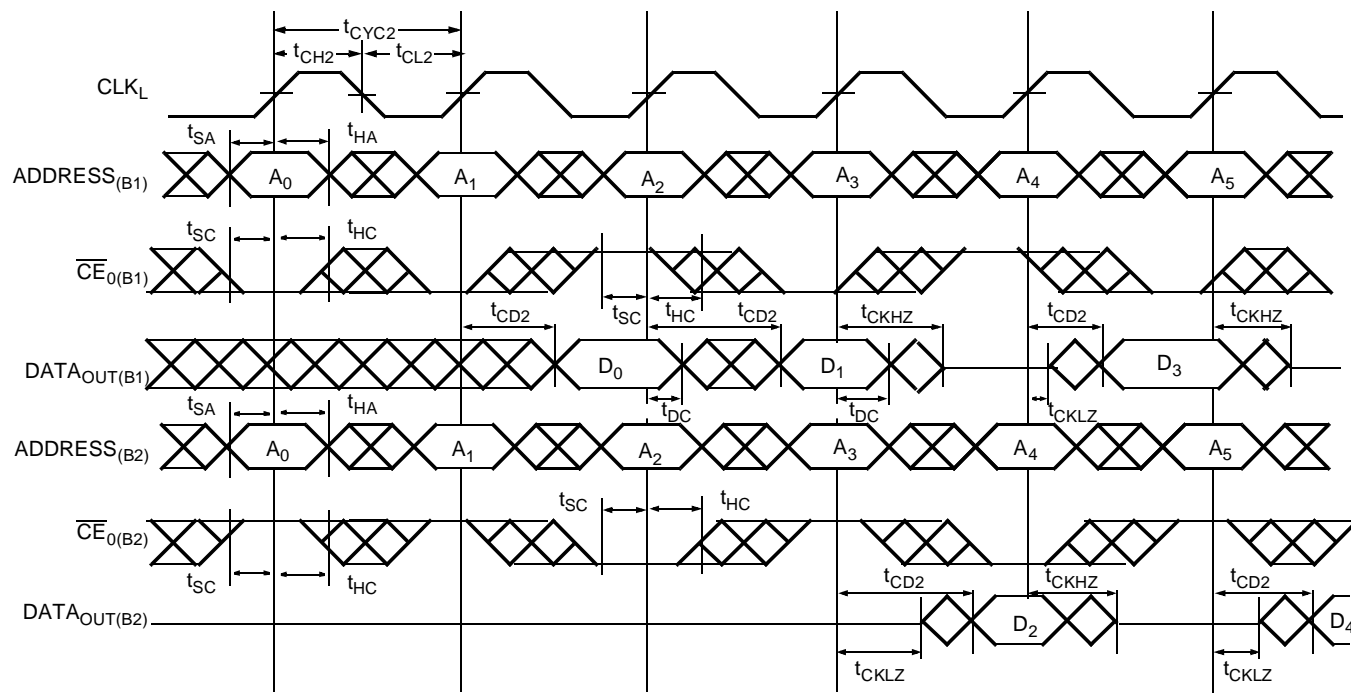 tCYC2
tCH2 tCL2
CLKL
tSA tHA
ADDRESS(B1) A0 A1 A2 A3 A4 A5
tSC tHC
CE0(B1)
tSC tHC
tCD2 tCD2 tCKHZ tCD2 tCKHZ
DATAOUT(B1) D0 D1 D3
tSA tHA tDC tDC tCKLZ
ADDRESS(B2) A0 A1 A2 A3 A4 A5
tSC tHC
CE0(B2)
tSC tHC tCD2 tCKHZ tCD2
DATAOUT(B2) D2 D4
tCKLZ tCKLZ